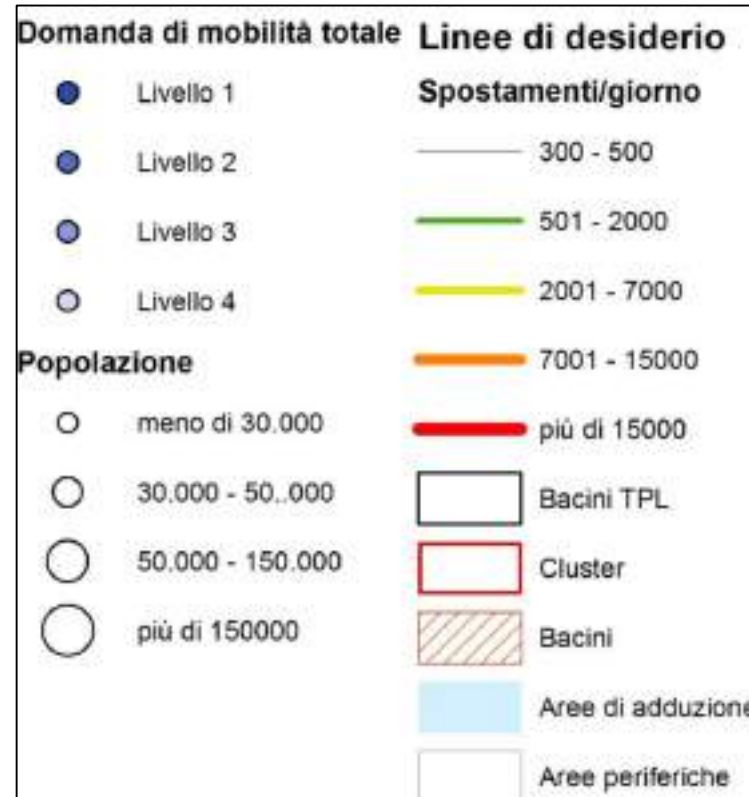 Domanda di mobilità totale
Livello 1
Livello 2
Livello 3
Livello 4
Popolazione
meno di 30.000
30.000 - 50..000
50.000 - 150.000
più di 150000
Linee di desiderio
Spostamenti/giorno
300 - 500
501 - 2000
2001 - 7000
7001 - 15000
più di 15000
Bacini TPL
Cluster
Bacini
Aree di adduzione
Aree periferiche